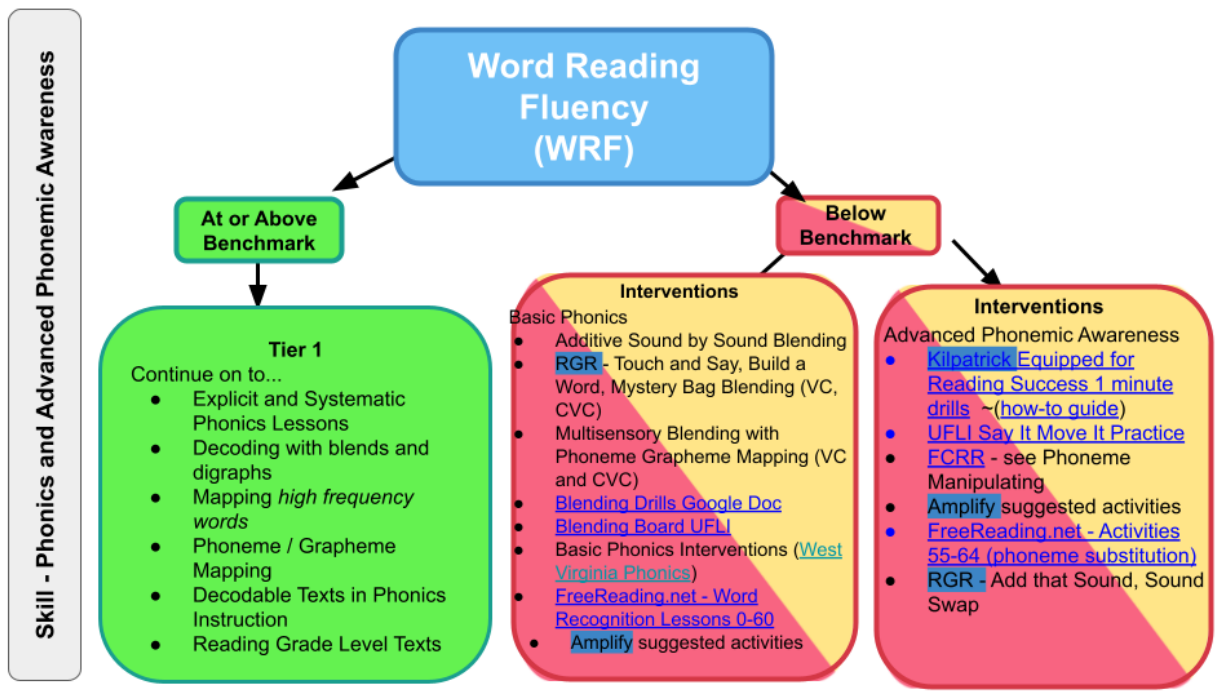 Skill - Phonics and Advanced Phonemic Awareness
Word Reading
Fluency
(WRF)
At or Above
Benchmark
Below
Benchmark
Tier 1
Continue on to...
● Explicit and Systematic
Phonics Lessons
● Decoding with blends and
digraphs
● Mapping high frequency
words
● Phoneme / Grapheme
Mapping
● Decodable Texts in Phonics
Instruction
● Reading Grade Level Texts
Interventions
Basic Phonics
● Additive Sound by Sound Blending
● RGR - Touch and Say, Build a
Word, Mystery Bag Blending (VC,
CVC)
● Multisensory Blending with
Phoneme Grapheme Mapping (VC
and CVC)
● Blending Drills Google Doc
● Blending Board UFLI
● Basic Phonics Interventions (West
Virginia Phonics)
● FreeReading.net - Word
Recognition Lessons 0-60
● Amplify suggested activities
Interventions
Advanced Phonemic Awareness
● Kilpatrick Equipped for
Reading Success 1 minute
drills ~(how-to guide)
● UFLI Say It Move It Practice
● FCRR - see Phoneme
Manipulating
● Amplify suggested activities
● FreeReading.net - Activities
55-64 (phoneme substitution)
● RGR - Add that Sound, Sound
Swap